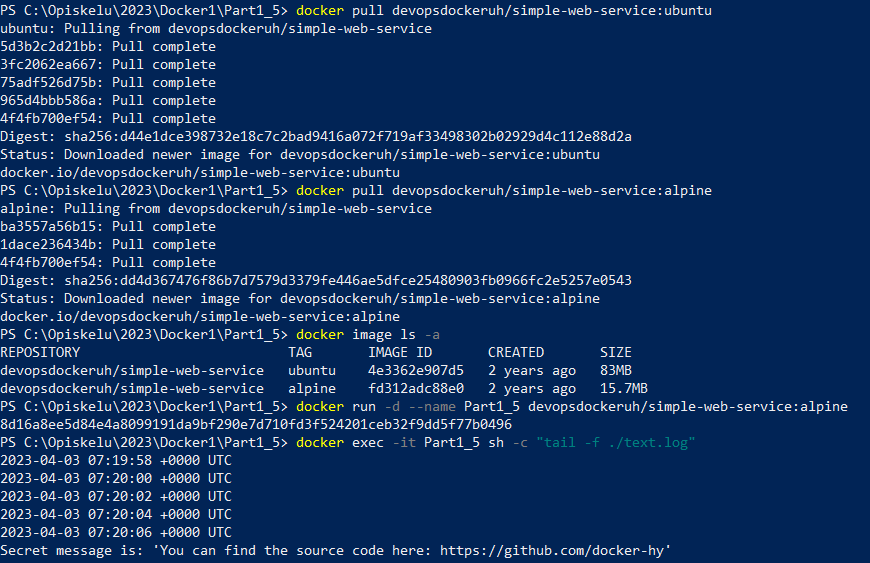 PS C:\Opiskelu\2023\Docker1\Part1_5> docker pull devopsdockeruh/simple-web-service:ubuntu
ubuntu: Pulling from devopsdockeruh/simple-web-service
5d3b2c2d21bb: Pull complete
3fc2062ea667: Pull complete
75adf526d75b: Pull complete
965d4bbb586a: Pull complete
4f4fb700ef54: Pull complete
Digest: sha256:d44e1dce398732e18c7c2bad9416a072f719af33498302b02929d4c112e88d2a
Status: Downloaded newer image for devopsdockeruh/simple-web-service:ubuntu
docker.io/devopsdockeruh/simple-web-service:ubuntu
PS C:\Opiskelu\2023\Docker1\Part1_5> docker pull devopsdockeruh/simple-web-service:alpine
alpine: Pulling from devopsdockeruh/simple-web-service
ba3557a56b15: Pull complete
1dace236434b: Pull complete
4f4fb700ef54: Pull complete
Digest: sha256:dd4d367476f86b7d7579d3379fe446ae5dfce25480903fb0966fc2e5257e0543
Status: Downloaded newer image for devopsdockeruh/simple-web-service:alpine
docker.io/devopsdockeruh/simple-web-service:alpine
PS C:\Opiskelu\2023\Docker1\Part1_5> docker image ls -a
REPOSITORY TAG IMAGE ID CREATED SIZE
devopsdockeruh/simple-web-service ubuntu 4e3362e907d5 2 years ago 83MB
devopsdockeruh/simple-web-service alpine fd312adc88e0 2 years ago 15.7MB
PS C:\Opiskelu\2023\Docker1\Part1_5> docker run -d --name Part1_5 devopsdockeruh/simple-web-service:alpine
8d16a8ee5d84e4a8099191da9bf290e7d710fd3f524201ceb32f9dd5f77b0496
PS C:\Opiskelu\2023\Docker1\Part1_5> docker exec -it Part1_5 sh -c "tail -f ./text.log"
2023-04-03 07:19:58 +0000 UTC
2023-04-03 07:20:00 +0000 UTC
2023-04-03 07:20:02 +0000 UTC
2023-04-03 07:20:04 +0000 UTC
2023-04-03 07:20:06 +0000 UTC
Secret message is: 'You can find the source code here: https://github.com/docker-hy'